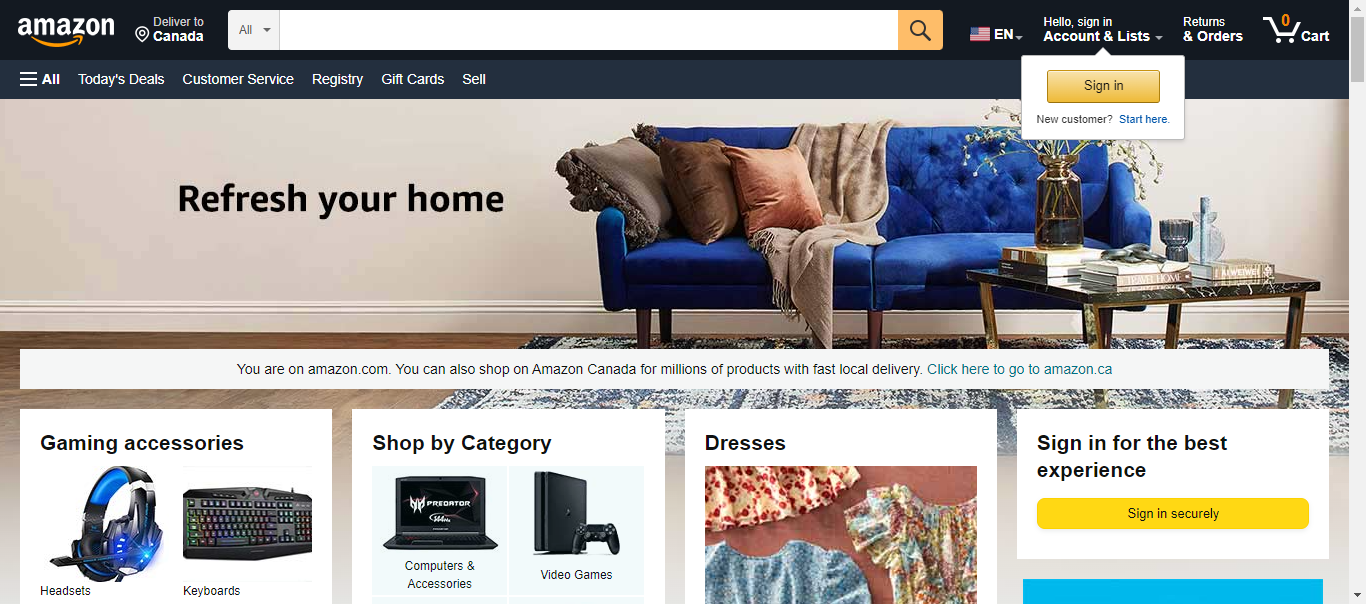 amazon
Deliver to
Canada
All
EN
Hello, sign in
Account & Lists
Returns
& Orders
0
Cart
All
Today's Deals
Customer Service
Registry
Gift Cards
Sell
Sign in
New customer? Start here.
Refresh your home
You are on amazon.com. You can also shop on Amazon Canada for millions of products with fast local delivery. Click here to go to amazon.ca
Gaming accessories
Headsets
Keyboards
Shop by Category
PREDATOR
Computers &
Accessories
Video Games
Dresses
Sign in for the best
experience
Sign in securely